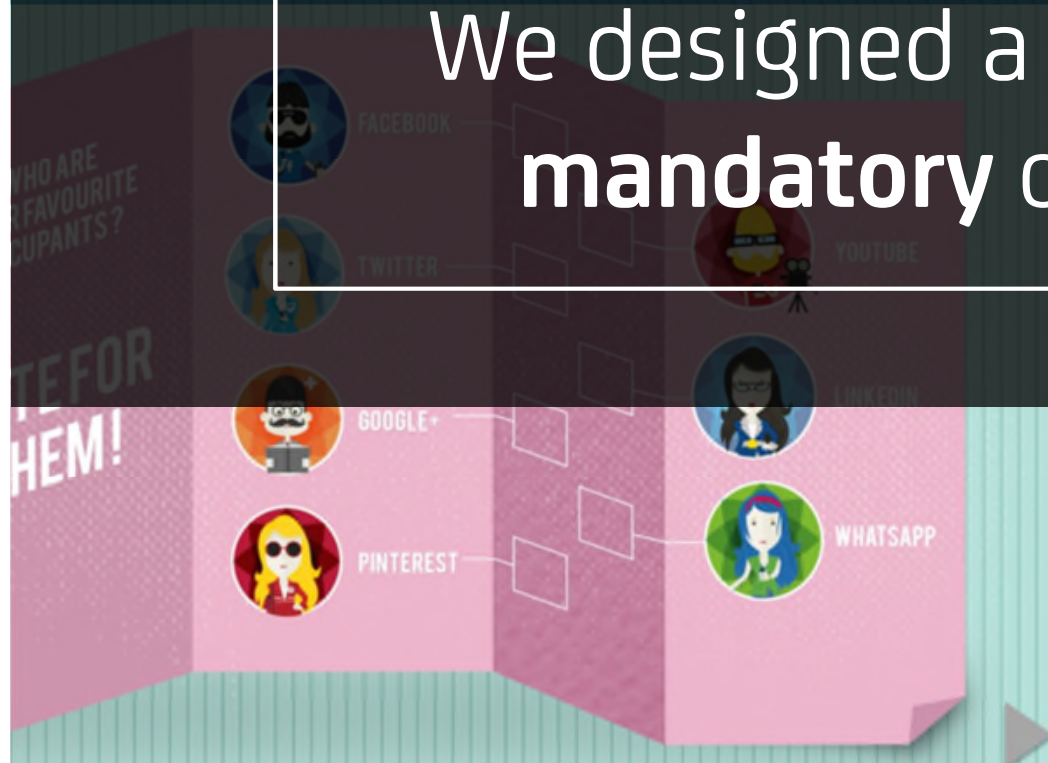 We designed a
mandatory
FACEBOOK
TWITTER
GOOGLE+
PINTEREST
YOUTUBE
LINKEDIN
WHATSAPP
WHO ARE
R FAVOURITE
CUPANTS?
TE FOR
HEM!